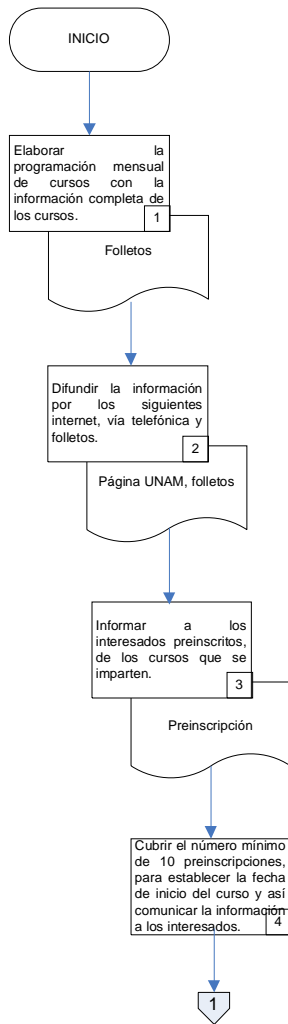 INICIO
Elaborar la
programación mensual
de cursos con la
información completa de
los cursos.
1
Folletos
Difundir la información
por los siguientes
internet, vía telefónica y
folletos.
2
Página UNAM, folletos
Informar a los
interesados preinscritos,
de los cursos que se
imparten.
3
Preinscripción
Cubrir el número mínimo
de 10 preinscripciones,
para establecer la fecha
de inicio del curso y así
comunicar la información
a los interesados.
4
1